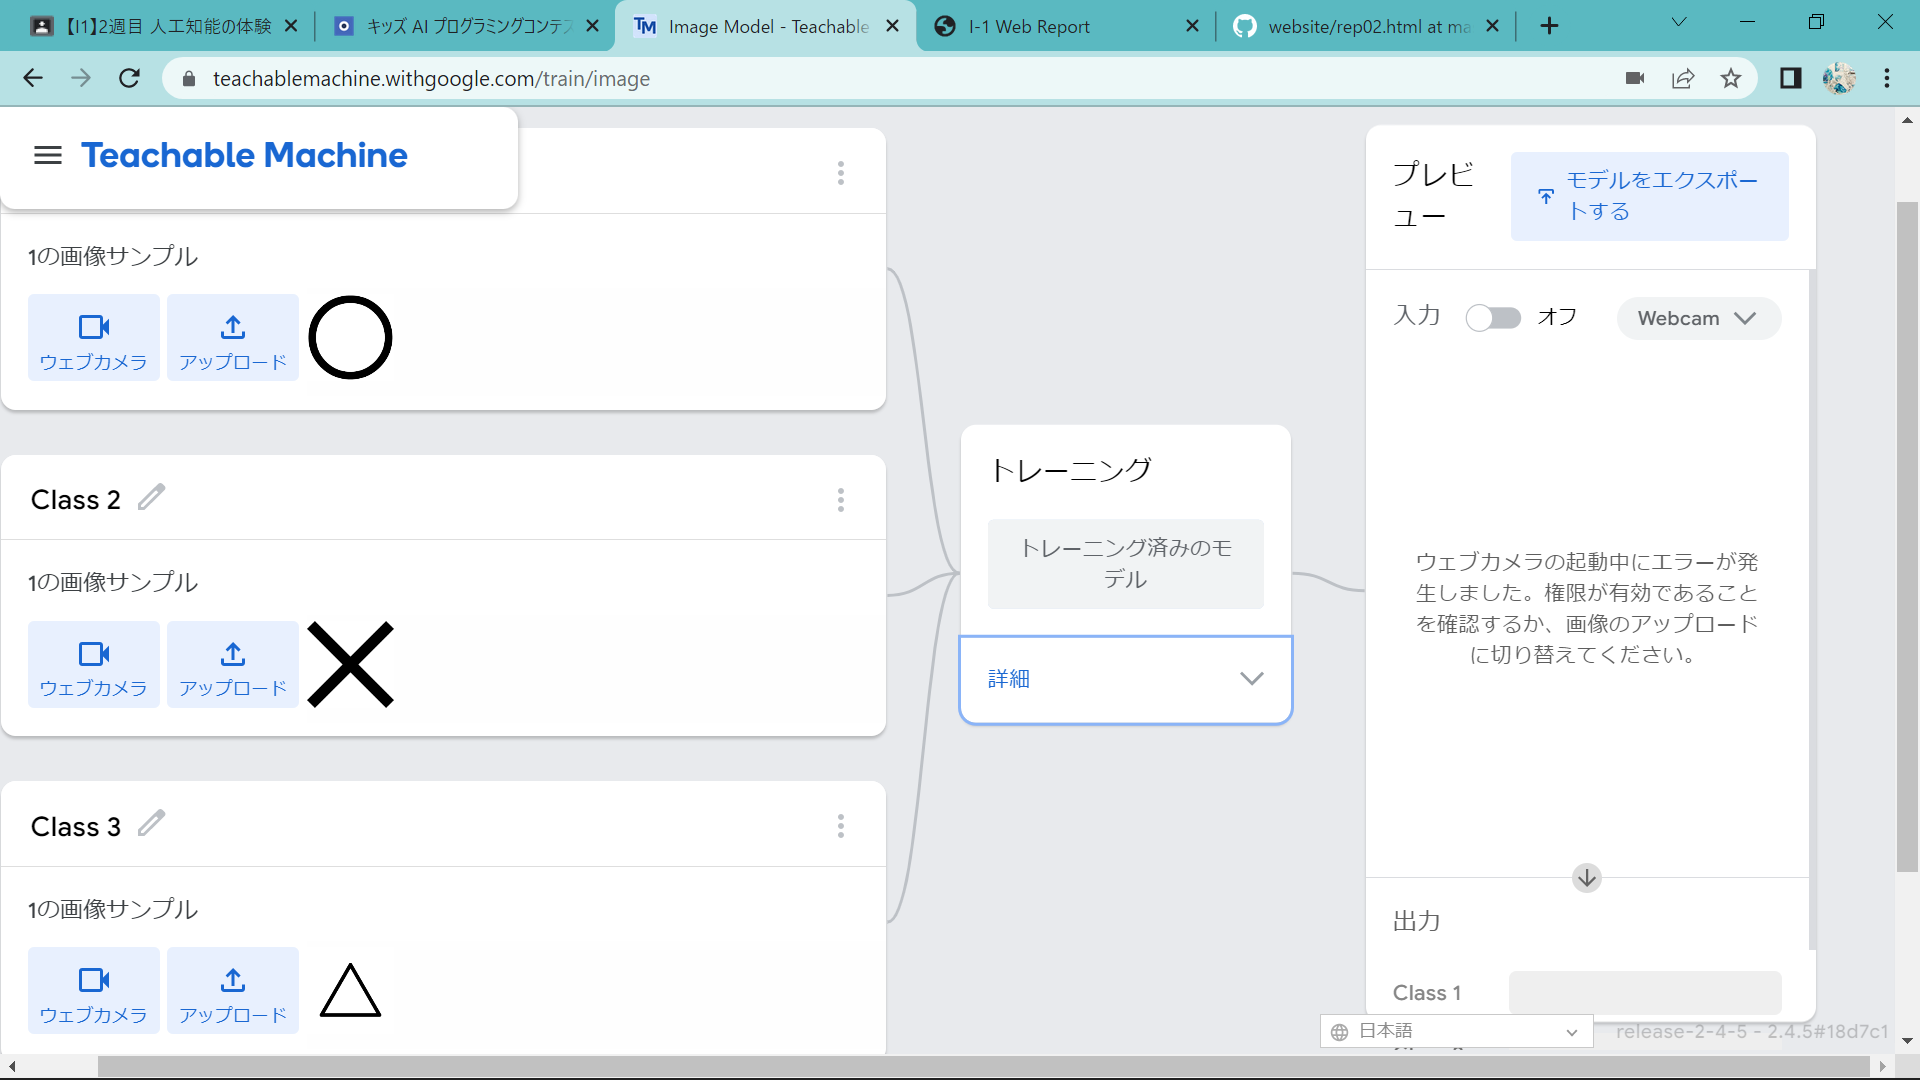 【I1】2週目 人工知能の体験
キッズ AI プログラミングコンテス
Image Model - Teachable
I-1 Web Report
website/rep02.html at ma
teachablemachine.withgoogle.com/train/image
Teachable Machine
1の画像サンプル
ウェブカメラ
アップロード
Class 2
1の画像サンプル
ウェブカメラ
アップロード
Class 3
1の画像サンプル
ウェブカメラ
アップロード
トレーニング
トレーニング済みのモ
デル
詳細
プレビ
ュー
モデルをエクスポー
トする
入力
オフ
Webcam
ウェブカメラの起動中にエラーが発
生しました。権限が有効であること
を確認するか、画像のアップロード
に切り替えてください。
出力
Class 1
日本語
release-2-4-5 - 2.4.5#18d7c1